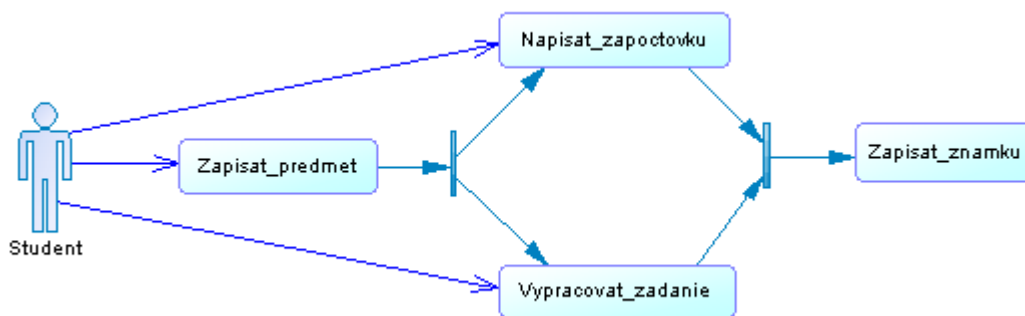 Napisat_zapoctovku
Zapisat_predmet
Zapisat_znamku
Student
Vypracovat_zadanie